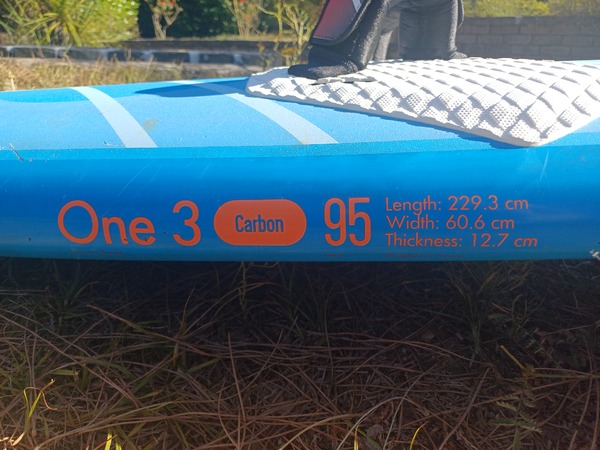 One 3 Carbon 95
Length: 229.3 cm
Width: 60.6 cm
Thickness: 12.7 cm